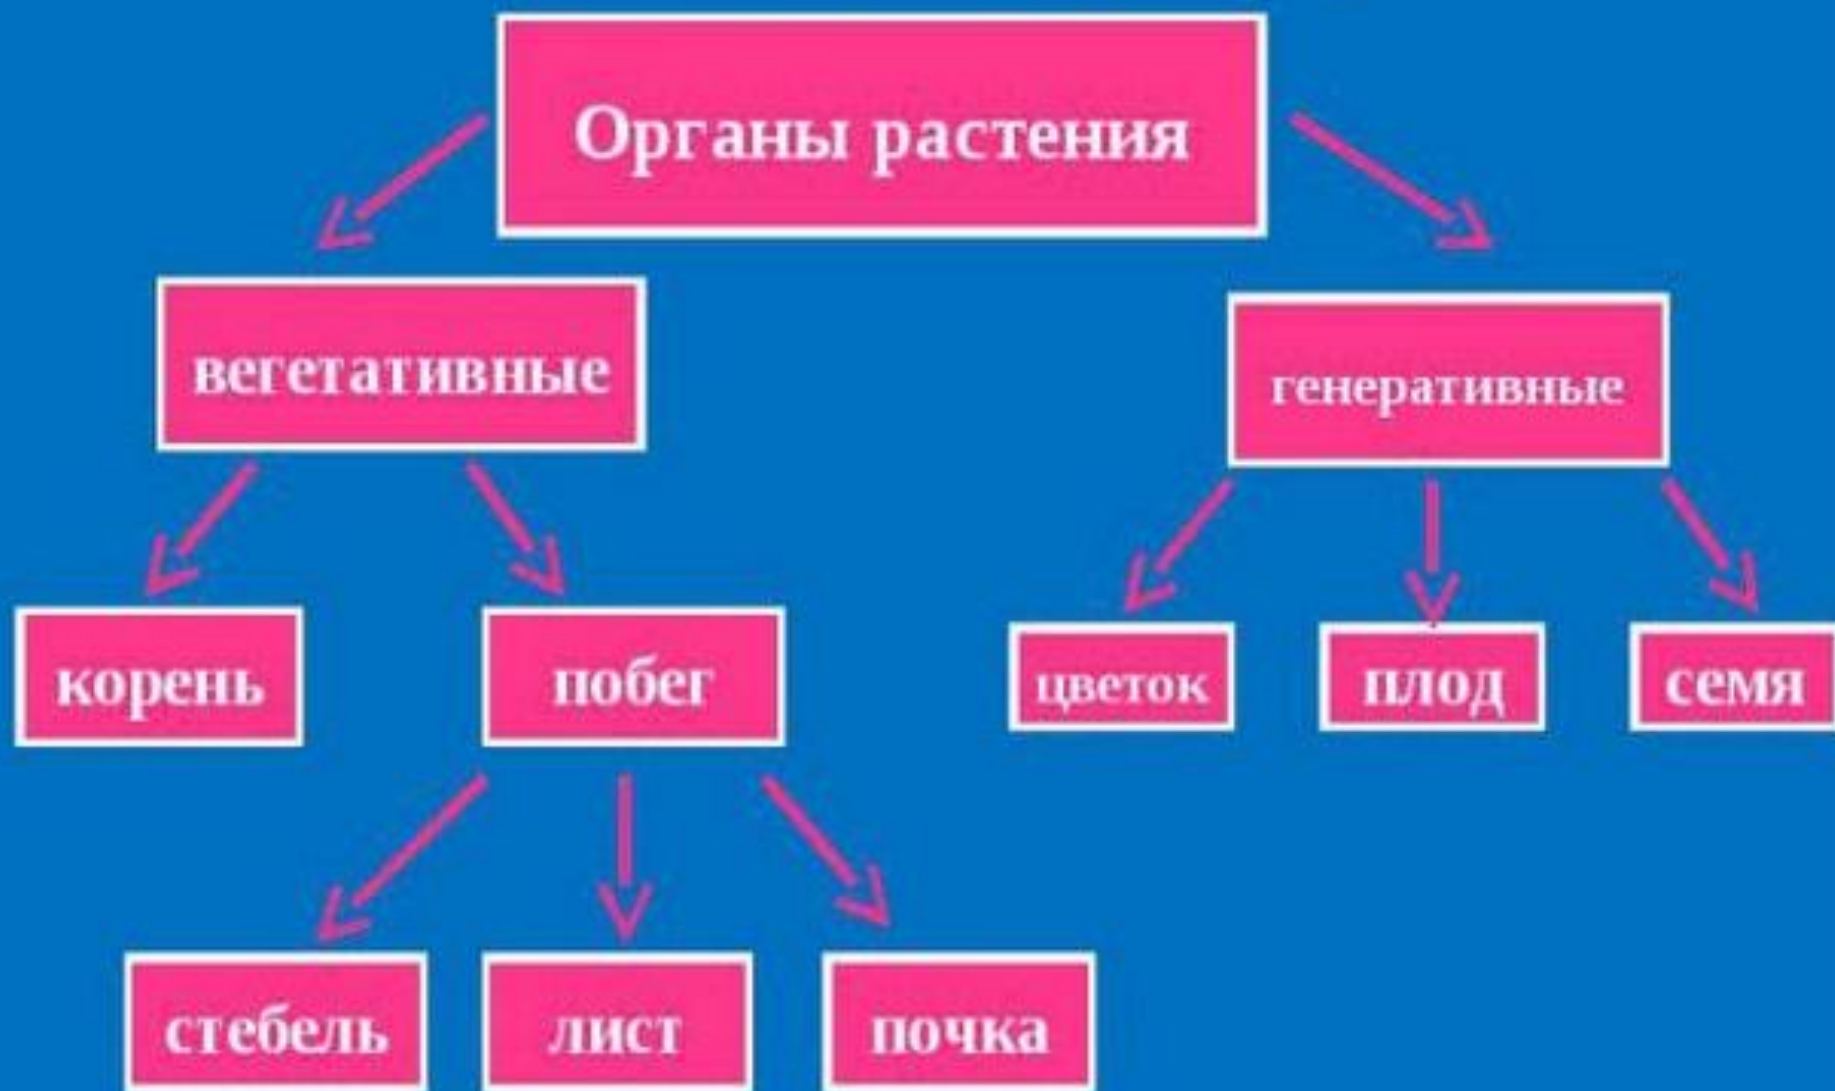 Органы растения
вегетативные
генеративные
корень
побег
цветок
плод
семя
стебель
лист
почка